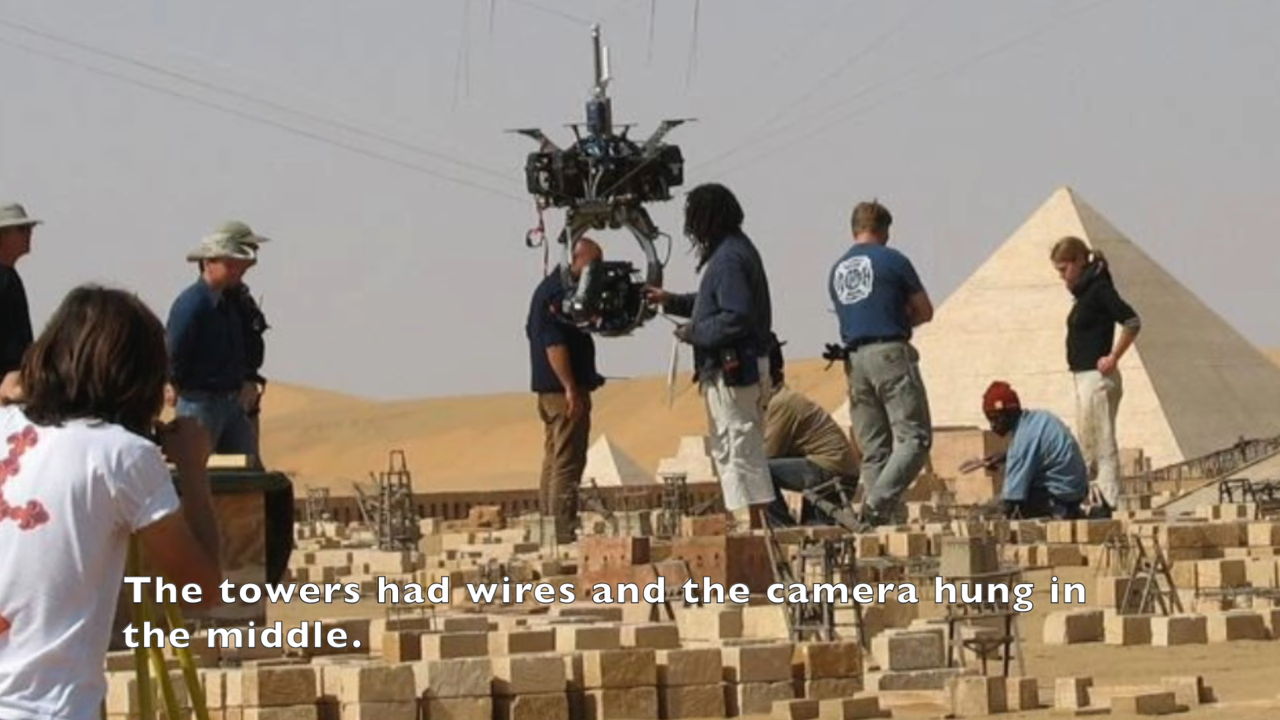 The towers had wires and the camera hung in
the middle.